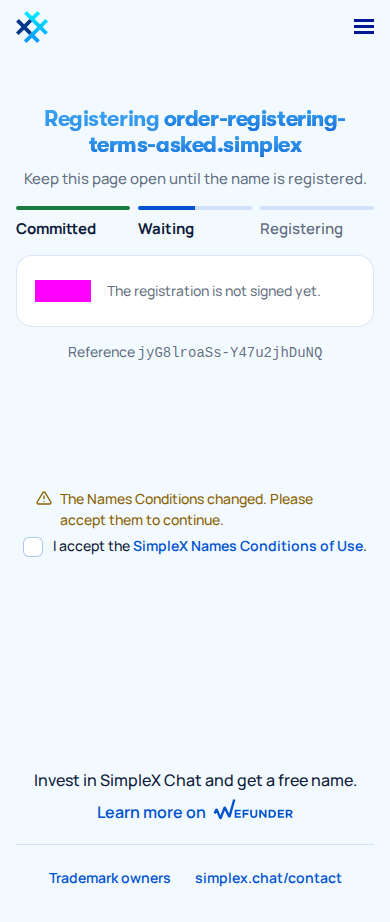 Registering order-registering-
terms-asked.simplex
Keep this page open until the name is registered.
Committed
Waiting
Registering
The registration is not signed yet.
Reference jyG8lroaSs-Y47u2jhDuNQ
The Names Conditions changed. Please
accept them to continue.
I accept the SimpleX Names Conditions of Use.
Invest in SimpleX Chat and get a free name.
Learn more on WEFUNDER
Trademark owners
simplex.chat/contact